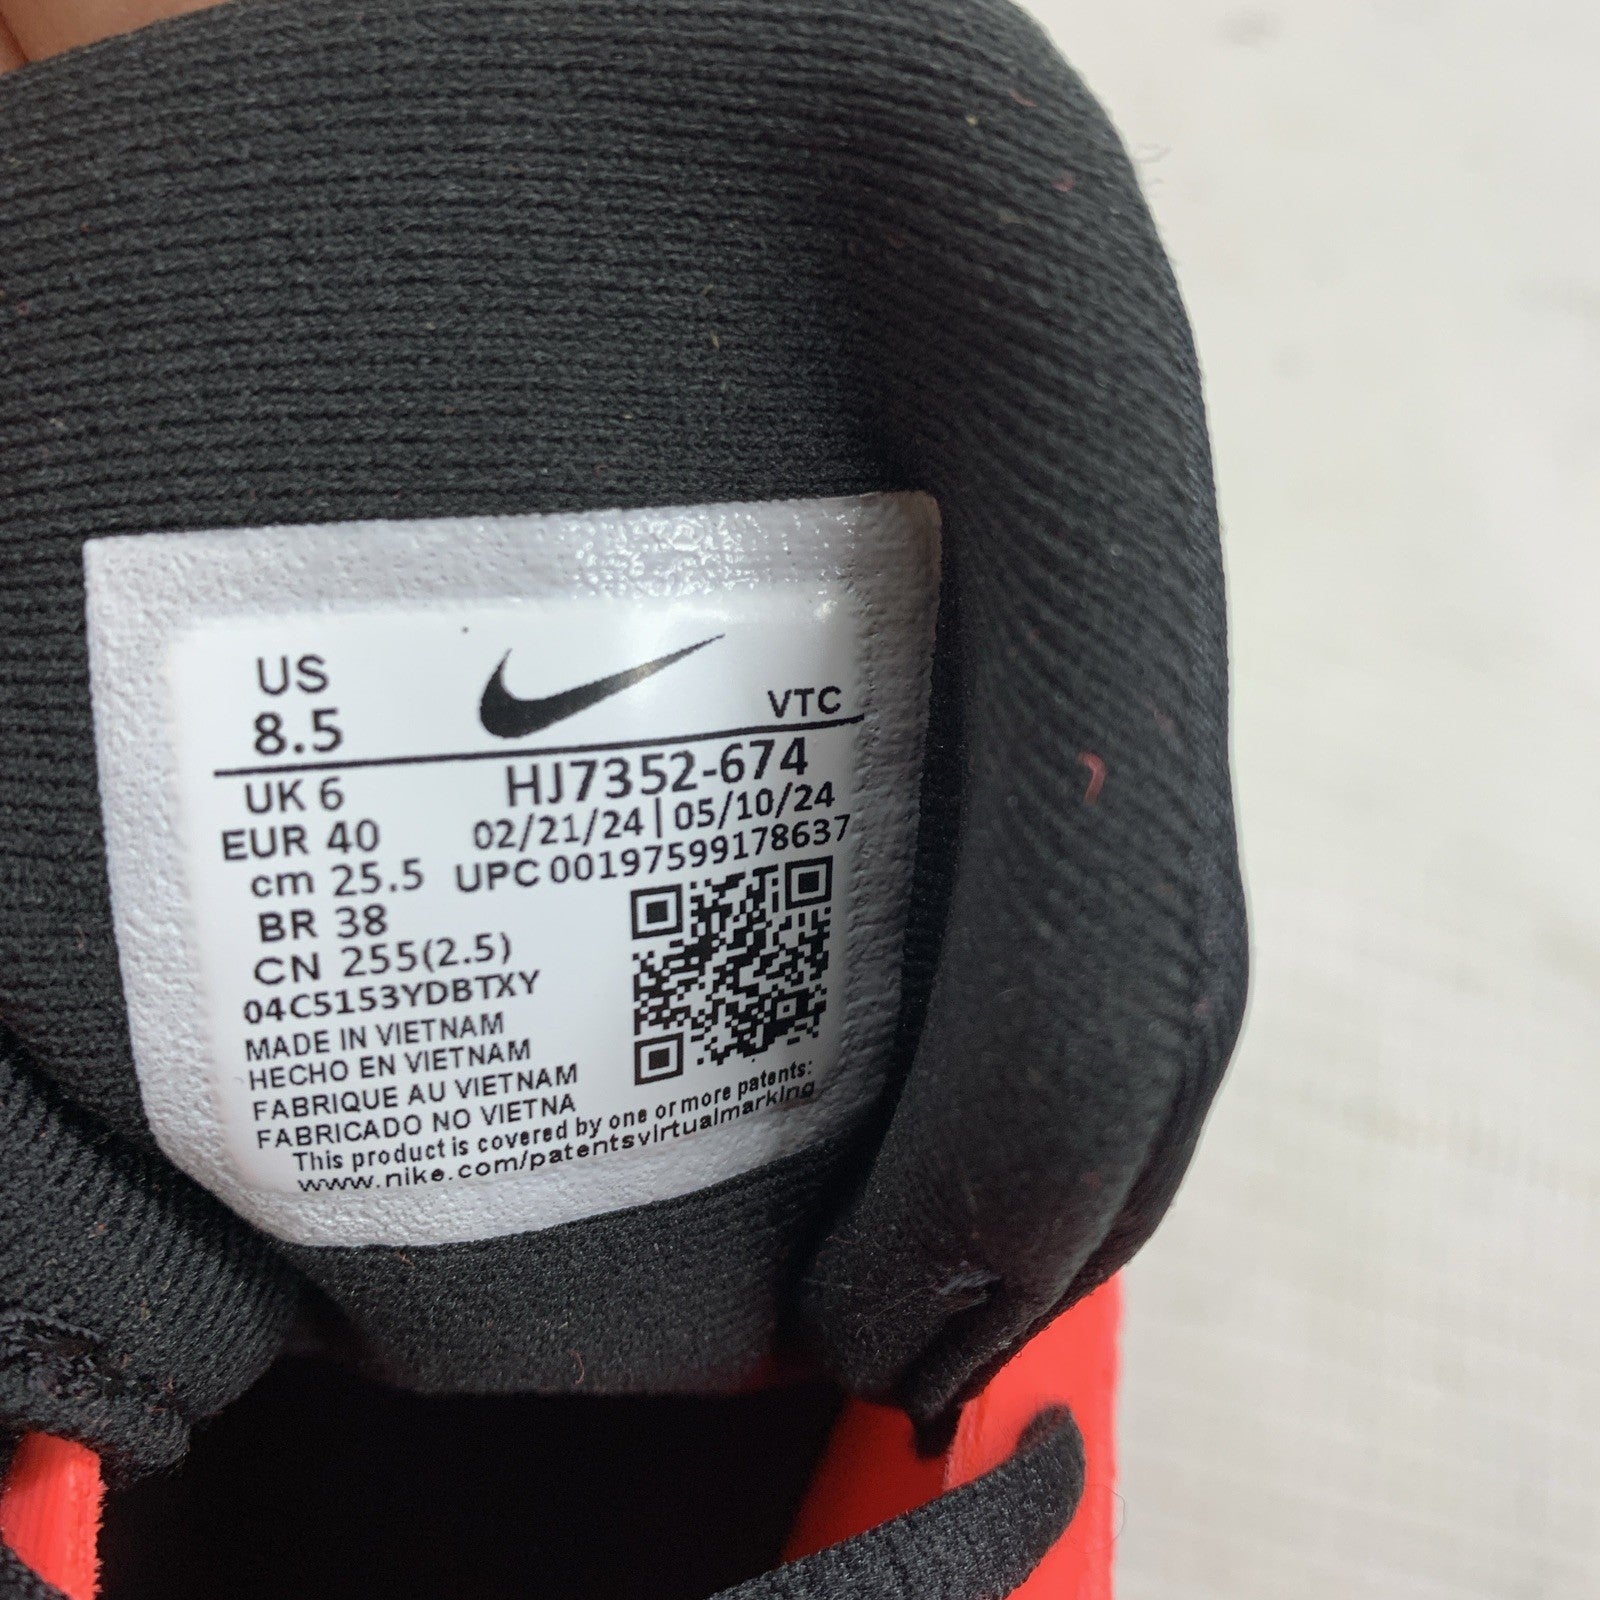 US
8.5
VTC
UK 6
HJ7352-674
EUR 40
02/21/24 | 05/10/24
cm 25.5
UPC 00197599178637
BR 38
CN 255(2.5)
04C5153YDBTXY
MADE IN VIETNAM
HECHO EN VIETNAM
FABRIQUE AU VIETNAM
FABRICADO NO VIETNA
This product is covered by one or more patents:
www.nike.com/patentsvirtualmarking